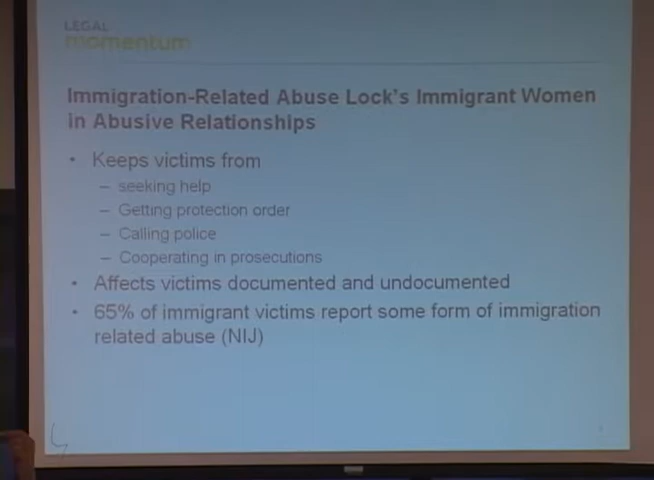 LEGAL
momentum
Immigration-Related Abuse Lock's Immigrant Women
in Abusive Relationships
• Keeps victims from
– seeking help
– Getting protection order
– Calling police
– Cooperating in prosecutions
• Affects victims documented and undocumented
• 65% of immigrant victims report some form of immigration
related abuse (NIJ)